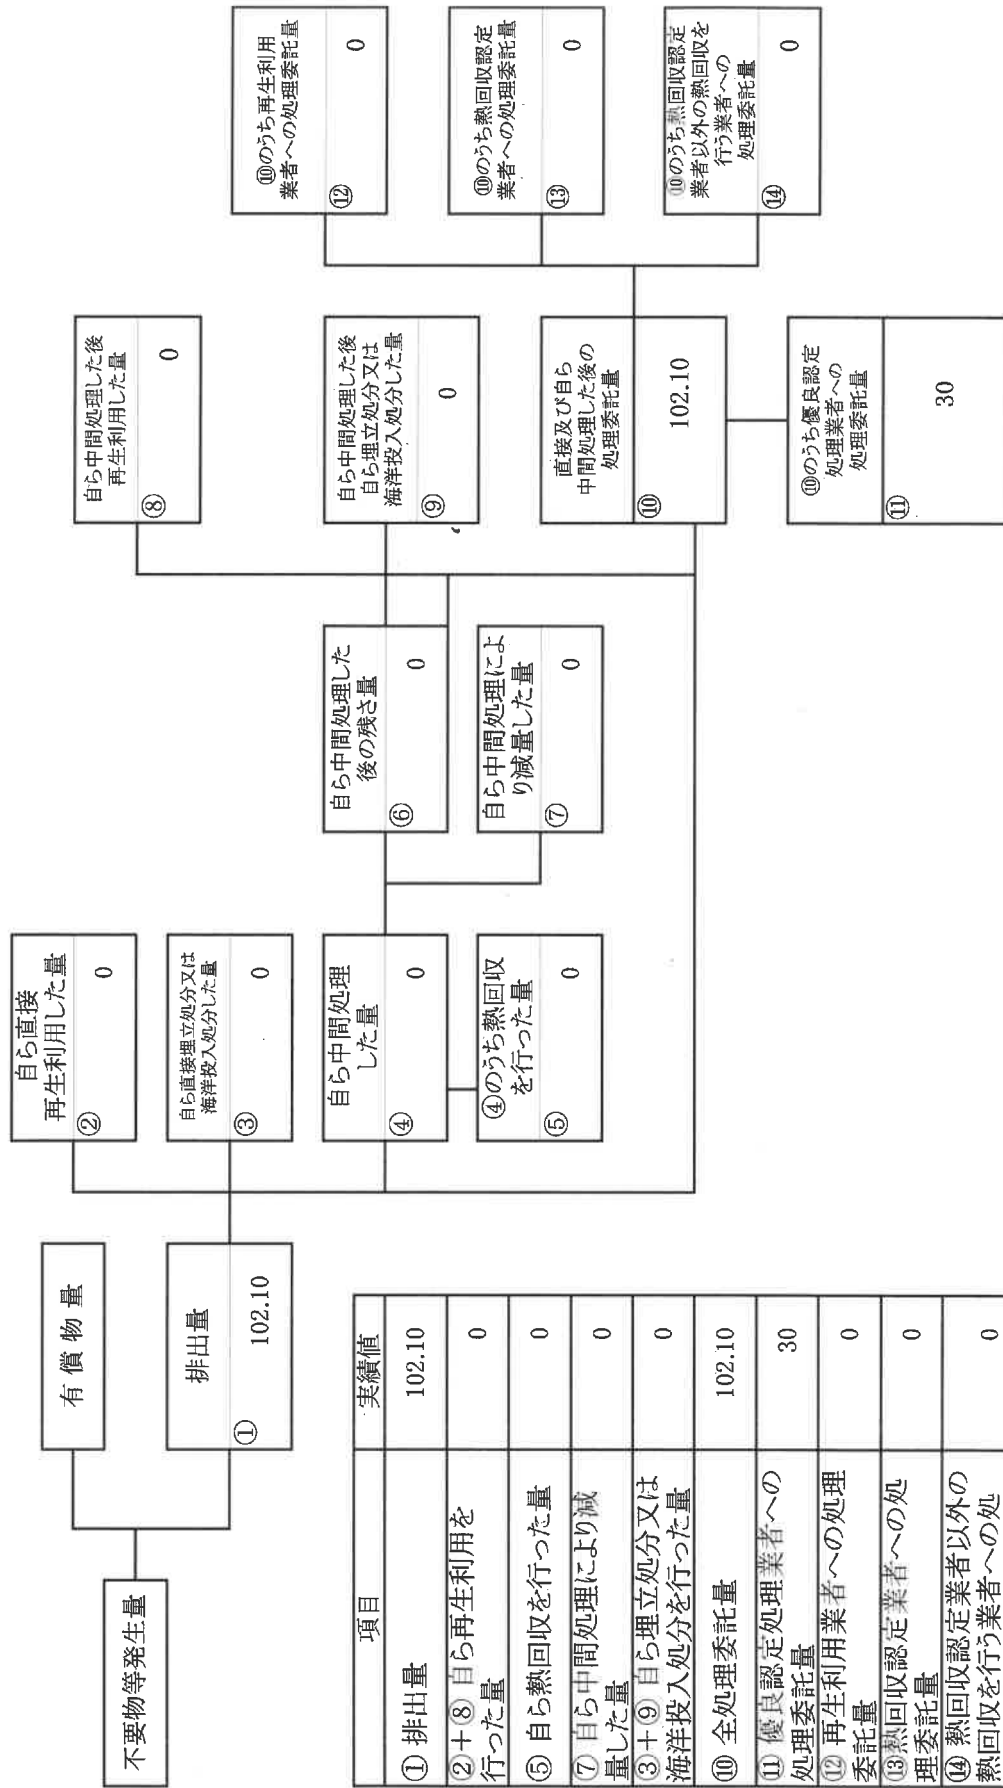 不要物等発生量
有 償 物 量
排出量
①
102.10
自ら直接
再生利用した量
②
0
自ら直接埋立処分又は
海洋投入処分した量
③
0
自ら中間処理
した量
④
0
④のうち熱回収
を行った量
⑤
0
自ら中間処理した
後の残さ量
⑥
0
自ら中間処理によ
り減量した量
⑦
0
自ら中間処理した後
再生利用した量
⑧
0
自ら中間処理した後
自ら埋立処分又は
海洋投入処分した量
⑨
0
直接及び自ら
中間処理した後の
処理委託量
⑩
102.10
⑩のうち優良認定
処理業者への
処理委託量
⑪
30
⑩のうち再生利用
業者への処理委託量
⑫
0
⑩のうち熱回収認定
業者への処理委託量
⑬
0
⑩のうち熱回収認定
業者以外の熱回収を
行う業者への
処理委託量
⑭
0
項目 実績値
① 排出量 102.10
②＋⑧ 自ら再生利用を
行った量 0
⑤ 自ら熱回収を行った量 0
⑦ 自ら中間処理により減
量した量 0
③＋⑨ 自ら埋立処分又は
海洋投入処分を行った量 0
⑩ 全処理委託量 102.10
⑪ 優良認定処理業者への
処理委託量 30
⑫ 再生利用業者への処理
委託量 0
⑬熱回収認定業者への処
理委託量 0
⑭ 熱回収認定業者以外の
熱回収を行う業者への処 0